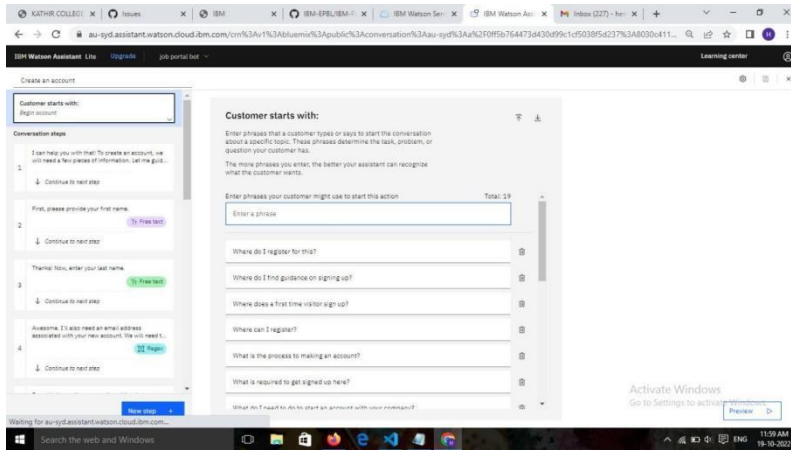 KATHIR COLLEGE
Issues
IBM
IBM-EPBL/IBM-P
IBM Watson Serv
IBM Watson Ass
Inbox (227) - he
au-syd.assistant.watson.cloud.ibm.com/crn%3Av1%3Abluemix%3Apublic%3Aconversation%3Aau-syd%3Aa%2F0ff5b764473d430d99c1cf5038f5d237%3A8030c411...
IBM Watson Assistant Lite Upgrade job portal bot Learning center
Create an account
Customer starts with:
Begin account
Conversation steps
1
I can help you with that! To create an account, we
will need a few pieces of information. Let me guid...
Continue to next step
2
First, please provide your first name.
Free text
Continue to next step
3
Thanks! Now, enter your last name.
Free text
Continue to next step
4
Awesome. I'll also need an email address
associated with your new account. We will need t...
Regex
Continue to next step
New step +
Customer starts with:
Enter phrases that a customer types or says to start the conversation
about a specific topic. These phrases determine the task, problem, or
question your customer has.
The more phrases you enter, the better your assistant can recognize
what the customer wants.
Enter phrases your customer might use to start this action Total: 19
Enter a phrase
Where do I register for this?
Where do I find guidance on signing up?
Where does a first time visitor sign up?
Where can I register?
What is the process to making an account?
What is required to get signed up here?
What do I need to do to start an account with your company?
Activate Windows
Go to Settings to activate Windows.
Preview
Waiting for au-syd.assistant.watson.cloud.ibm.com...
Search the web and Windows
ENG
11:59 AM
19-10-2022